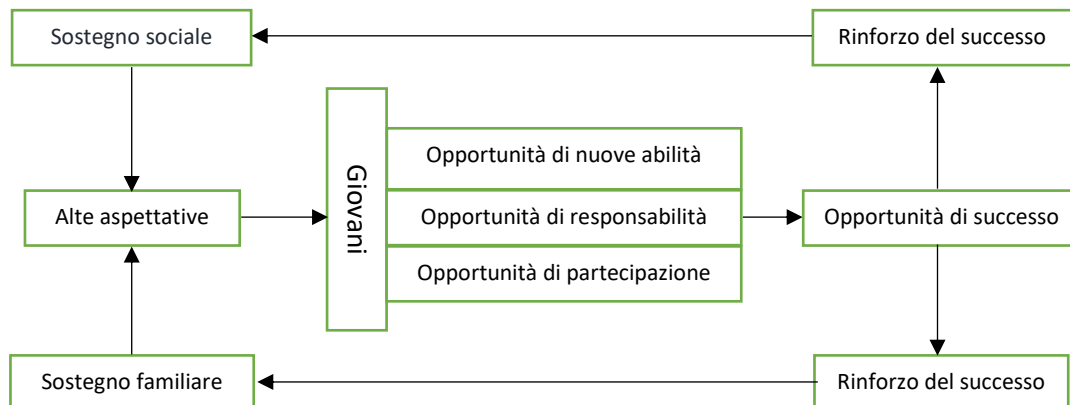 Sostegno sociale
Rinforzo del successo
Opportunità di nuove abilità
Alte aspettative
Giovani
Opportunità di responsabilità
Opportunità di successo
Opportunità di partecipazione
Sostegno familiare
Rinforzo del successo